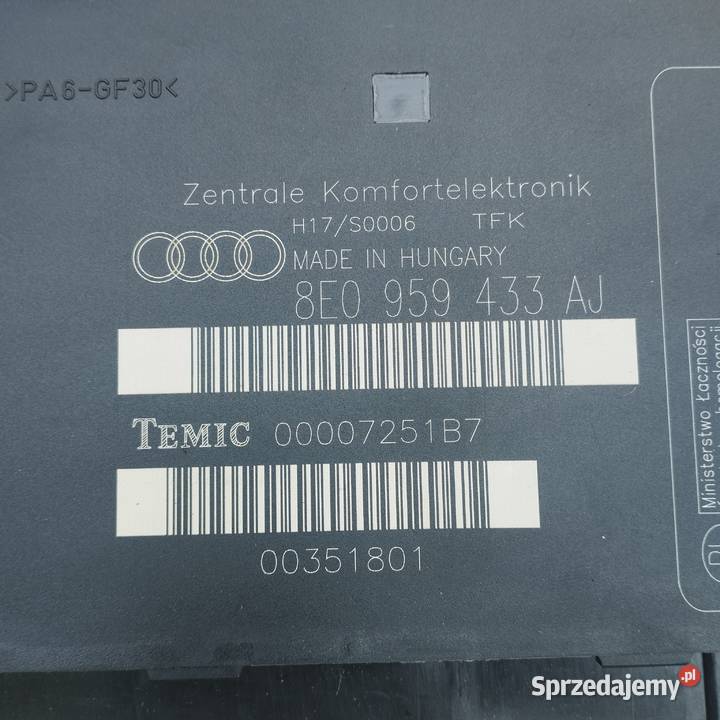 >PA6-GF30<
Zentrale Komfortelektronik
H17/S0006 TFK
MADE IN HUNGARY
8E0 959 433 AJ
TEMIC 00007251B7
00351801
Ministerstwo Łączności
Sprzedajemy.pl